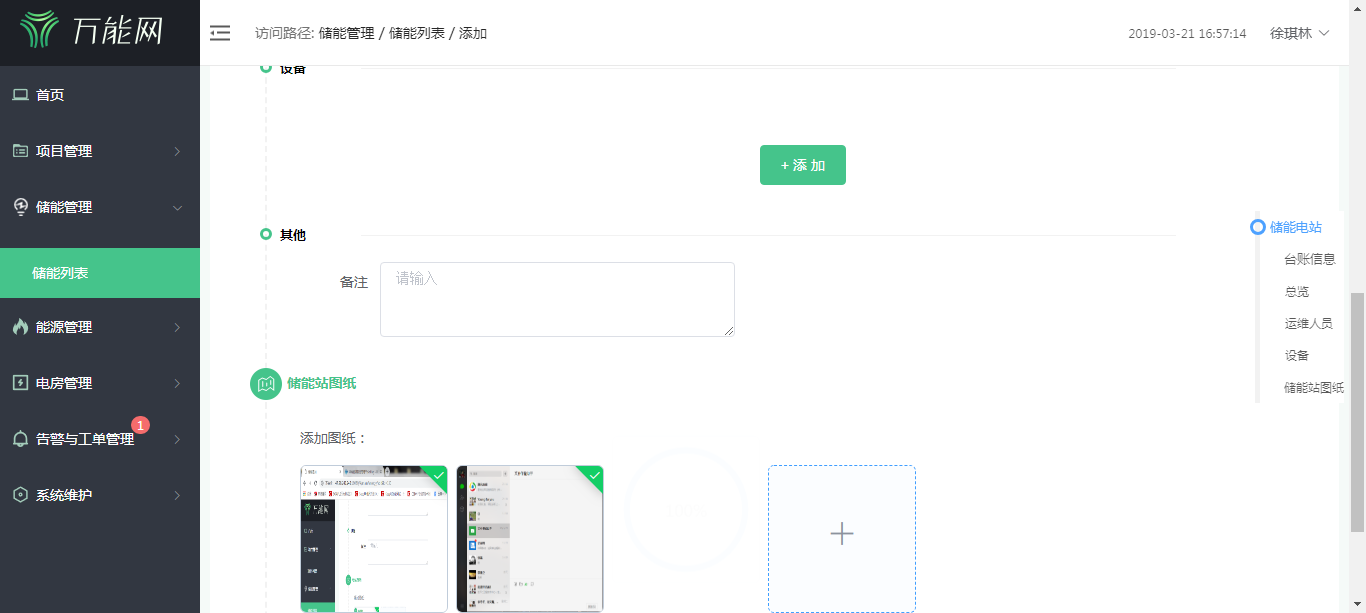 万能网
访问路径: 储能管理 / 储能列表 / 添加
2019-03-21 16:57:14
徐琪林
首页
项目管理
储能管理
储能列表
能源管理
电房管理
告警与工单管理
1
系统维护
设备
+ 添 加
其他
备注
请输入
储能站图纸
添加图纸：
储能电站
台账信息
总览
运维人员
设备
储能站图纸